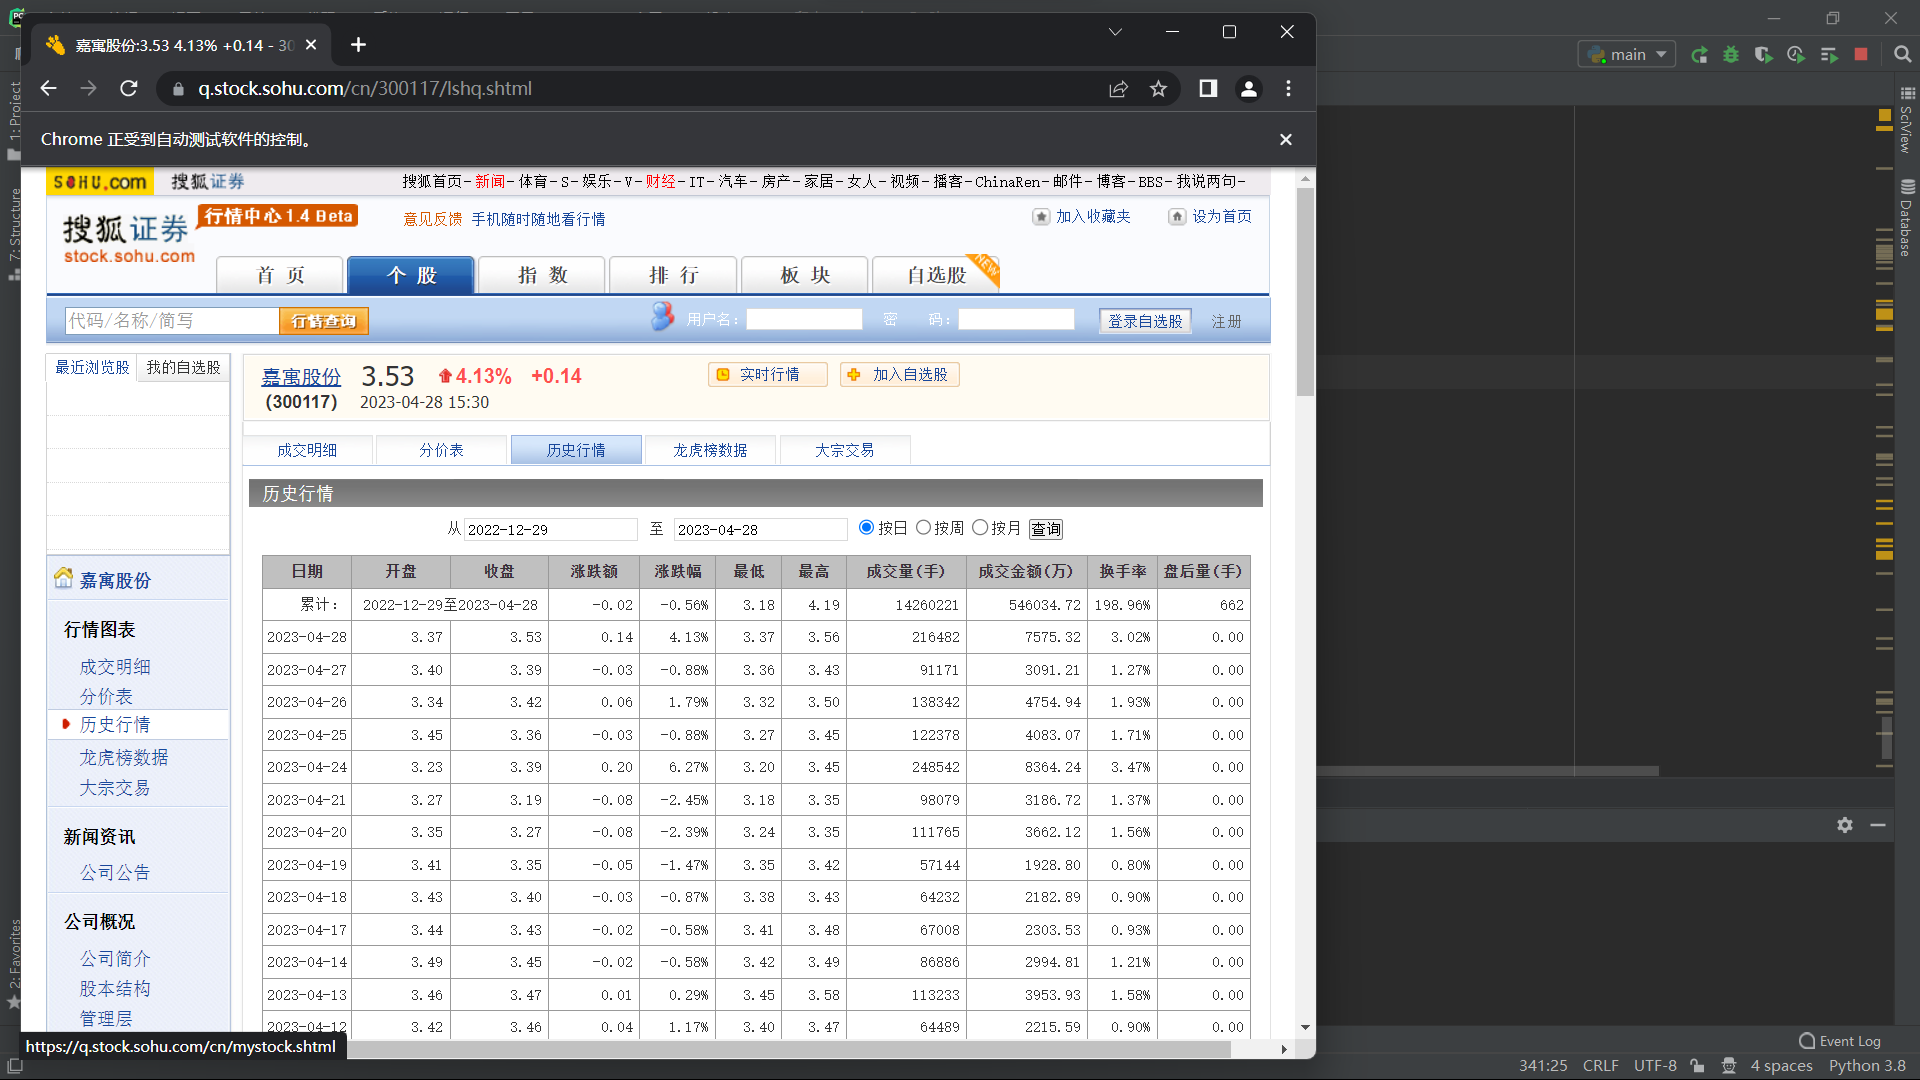 嘉寓股份:3.53 4.13% +0.14 - 30
q.stock.sohu.com/cn/300117/lshq.shtml
Chrome 正受到自动测试软件的控制。
main
SOHU.com 搜狐证券
搜狐首页-新闻-体育-S-娱乐-V-财经-IT-汽车-房产-家居-女人-视频-播客-ChinaRen-邮件-博客-BBS-我说两句-
搜狐证券 行情中心 1.4 Beta
stock.sohu.com
意见反馈 手机随时随地看行情
加入收藏夹 设为首页
首 页 个 股 指 数 排 行 板 块 自选股 NEW
代码/名称/简写 行情查询 用户名: 密 码: 登录自选股 注册
最近浏览股 我的自选股
嘉寓股份 3.53 4.13% +0.14 实时行情 加入自选股
(300117) 2023-04-28 15:30
成交明细 分价表 历史行情 龙虎榜数据 大宗交易
历史行情
从 2022-12-29 至 2023-04-28 按日 按周 按月 查询
日期 开盘 收盘 涨跌额 涨跌幅 最低 最高 成交量(手) 成交金额(万) 换手率 盘后量(手)
累计: 2022-12-29至2023-04-28 -0.02 -0.56% 3.18 4.19 14260221 546034.72 198.96% 662
2023-04-28 3.37 3.53 0.14 4.13% 3.37 3.56 216482 7575.32 3.02% 0.00
2023-04-27 3.40 3.39 -0.03 -0.88% 3.36 3.43 91171 3091.21 1.27% 0.00
2023-04-26 3.34 3.42 0.06 1.79% 3.32 3.50 138342 4754.94 1.93% 0.00
2023-04-25 3.45 3.36 -0.03 -0.88% 3.27 3.45 122378 4083.07 1.71% 0.00
2023-04-24 3.23 3.39 0.20 6.27% 3.20 3.45 248542 8364.24 3.47% 0.00
2023-04-21 3.27 3.19 -0.08 -2.45% 3.18 3.35 98079 3186.72 1.37% 0.00
2023-04-20 3.35 3.27 -0.08 -2.39% 3.24 3.35 111765 3662.12 1.56% 0.00
2023-04-19 3.41 3.35 -0.05 -1.47% 3.35 3.42 57144 1928.80 0.80% 0.00
2023-04-18 3.43 3.40 -0.03 -0.87% 3.38 3.43 64232 2182.89 0.90% 0.00
2023-04-17 3.44 3.43 -0.02 -0.58% 3.41 3.48 67008 2303.53 0.93% 0.00
2023-04-14 3.49 3.45 -0.02 -0.58% 3.42 3.49 86886 2994.81 1.21% 0.00
2023-04-13 3.46 3.47 0.01 0.29% 3.45 3.58 113233 3953.93 1.58% 0.00
2023-04-12 3.42 3.46 0.04 1.17% 3.40 3.47 64489 2215.59 0.90% 0.00
嘉寓股份
行情图表
成交明细
分价表
历史行情
龙虎榜数据
大宗交易
新闻资讯
公司公告
公司概况
公司简介
股本结构
管理层
https://q.stock.sohu.com/cn/mystock.shtml
1: Project
7: Structure
2: Favorites
SciView
Database
Event Log
341:25 CRLF UTF-8 4 spaces Python 3.8